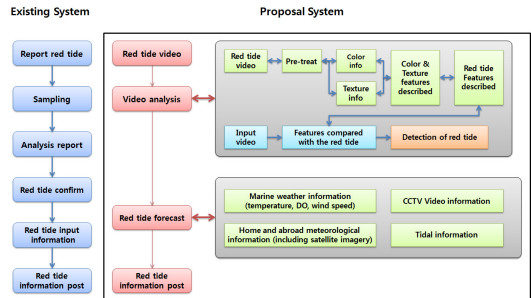 Existing System
Proposal System
Report red tide
Sampling
Analysis report
Red tide confirm
Red tide input
information
Red tide
information post
Red tide video
Video analysis
Red tide forecast
Red tide
information post
Red tide
video
Pre-treat
Color
info
Texture
info
Color &
Texture
features
described
Red tide
Features
described
Input
video
Features compared
with the red tide
Detection of red tide
Marine weather information
(temperature, DO, wind speed)
CCTV Video information
Home and abroad meteorological
information (including satellite imagery)
Tidal information